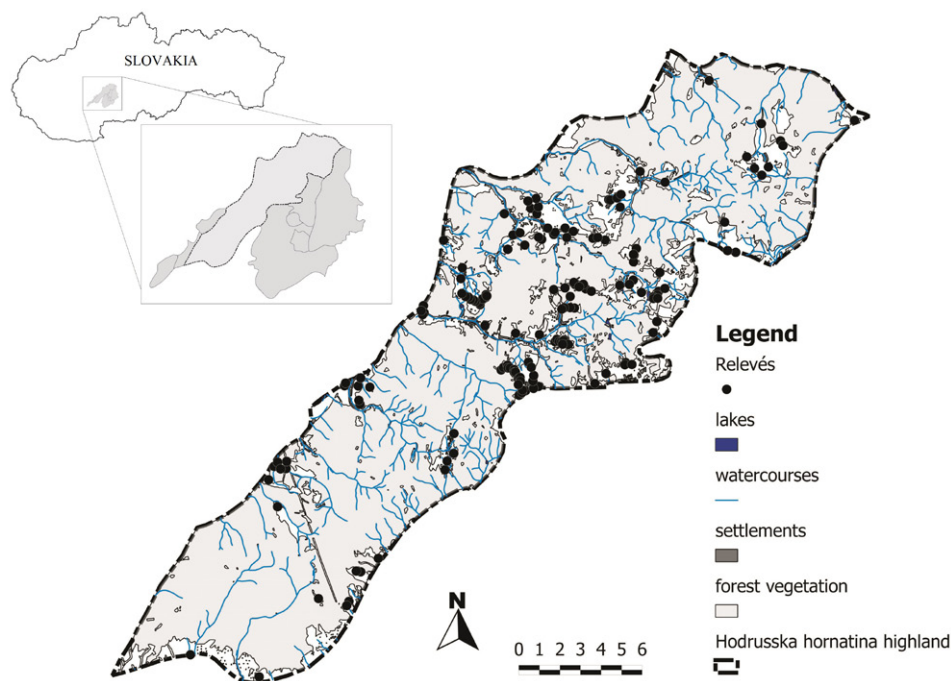 SLOVAKIA
Legend
Relevés
lakes
watercourses
settlements
forest vegetation
Hodrusska hornatina highland
N
0 1 2 3 4 5 6